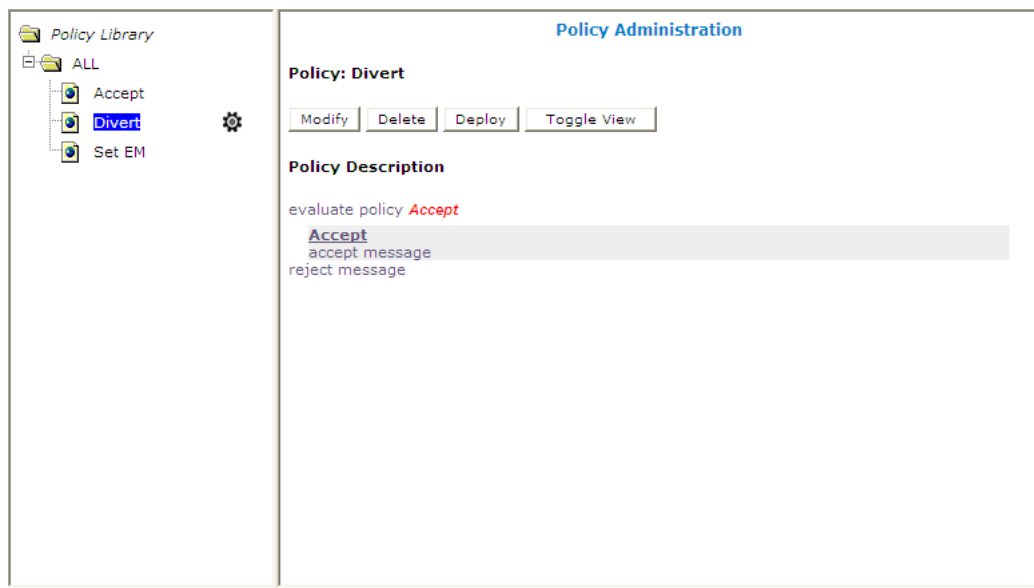 Policy Library
ALL
Accept
Divert
Set EM
Policy Administration
Policy: Divert
Modify Delete Deploy Toggle View
Policy Description
evaluate policy Accept
Accept
accept message
reject message